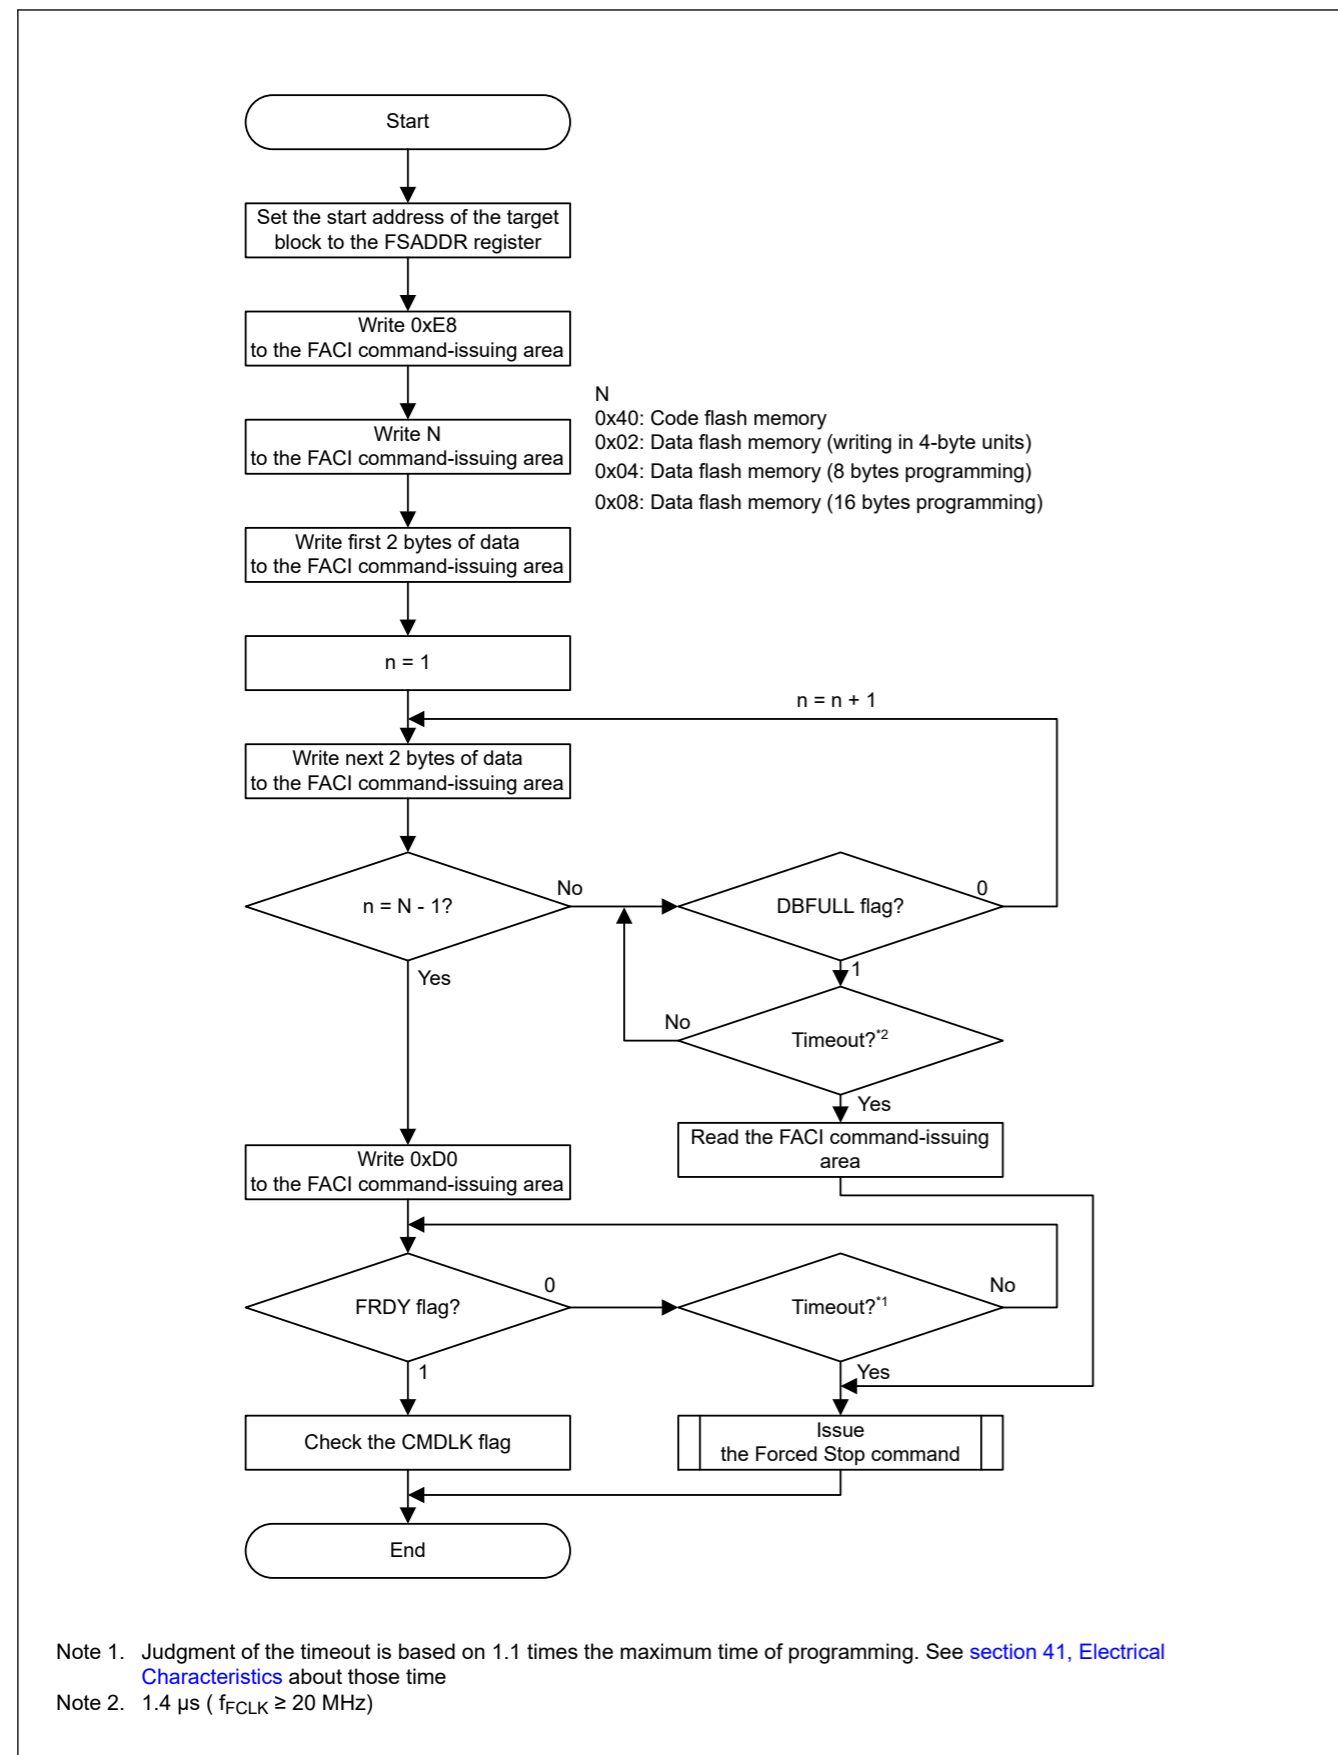 Start
Set the start address of the target
block to the FSADDR register
Write 0xE8
to the FACI command-issuing area
N
0x40: Code flash memory
0x02: Data flash memory (writing in 4-byte units)
0x04: Data flash memory (8 bytes programming)
0x08: Data flash memory (16 bytes programming)
Write N
to the FACI command-issuing area
Write first 2 bytes of data
to the FACI command-issuing area
n = 1
n = n + 1
Write next 2 bytes of data
to the FACI command-issuing area
n = N - 1?
No
DBFULL flag?
0
Yes
1
No
Timeout?*2
Yes
Read the FACI command-issuing
area
Write 0xD0
to the FACI command-issuing area
FRDY flag?
0
Timeout?*1
No
1
Yes
Check the CMDLK flag
Issue
the Forced Stop command
End
Note 1. Judgment of the timeout is based on 1.1 times the maximum time of programming. See section 41, Electrical
Characteristics about those time
Note 2. 1.4 µs ( fFCLK ≥ 20 MHz)